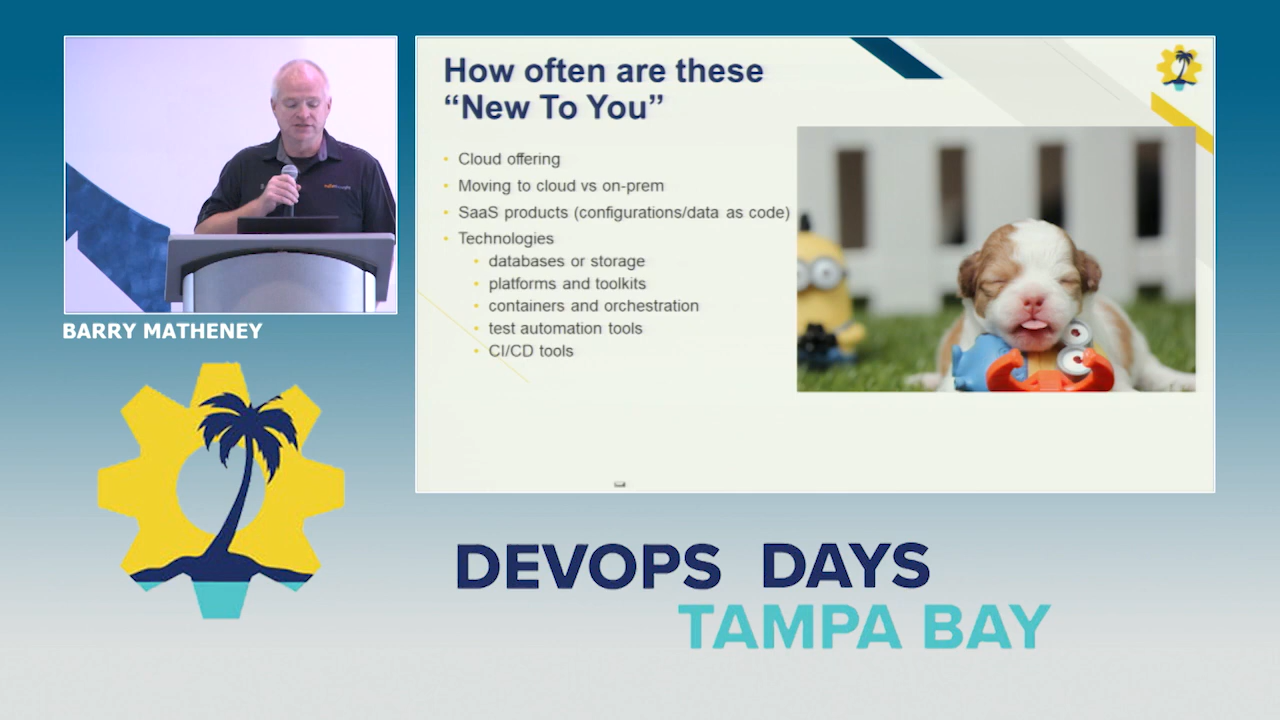 How often are these
“New To You”
• Cloud offering
• Moving to cloud vs on-prem
• SaaS products (configurations/data as code)
• Technologies
• databases or storage
• platforms and toolkits
• containers and orchestration
• test automation tools
• CI/CD tools
BARRY MATHENEY
DEVOPS DAYS
TAMPA BAY